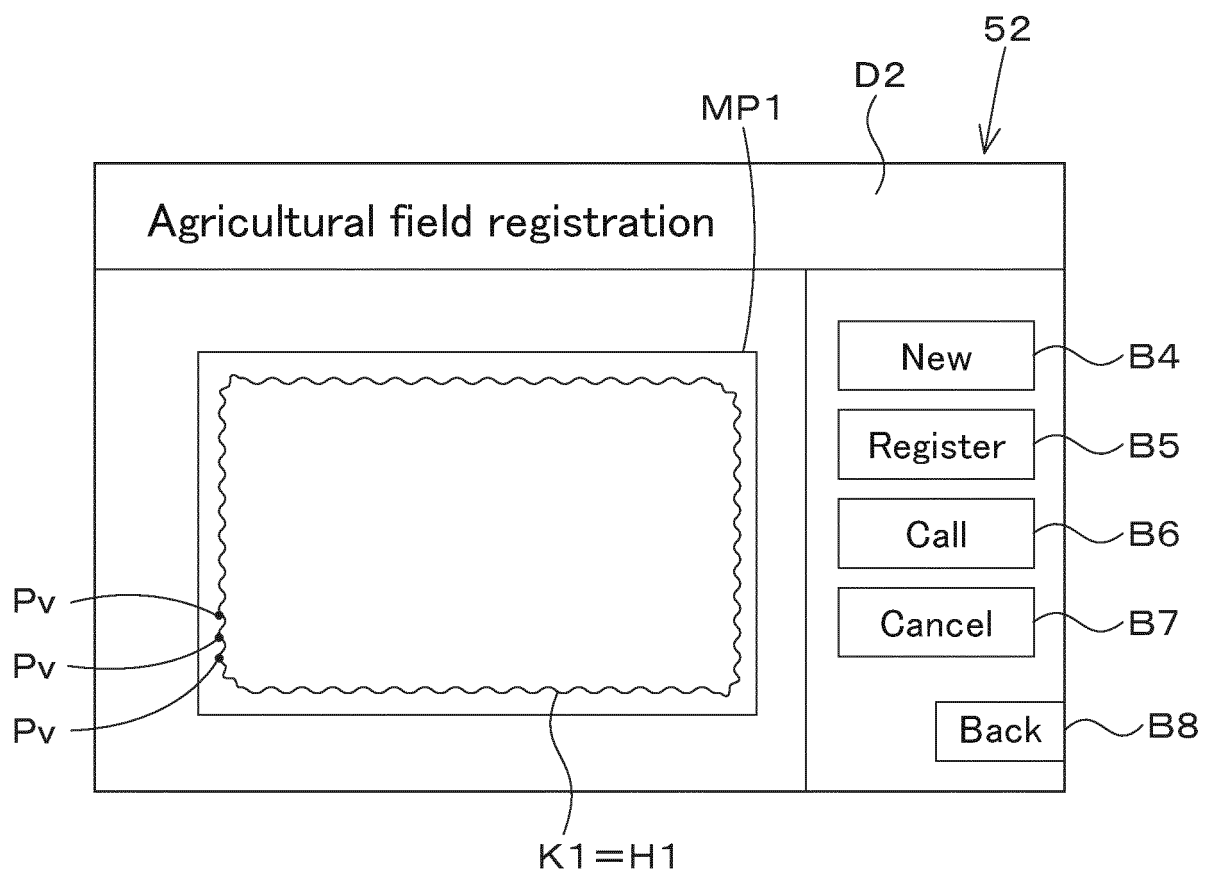 52
D2
MP1
Agricultural field registration
New
B4
Register
B5
Call
B6
Cancel
B7
Pv
Pv
Pv
Back
B8
K1=H1